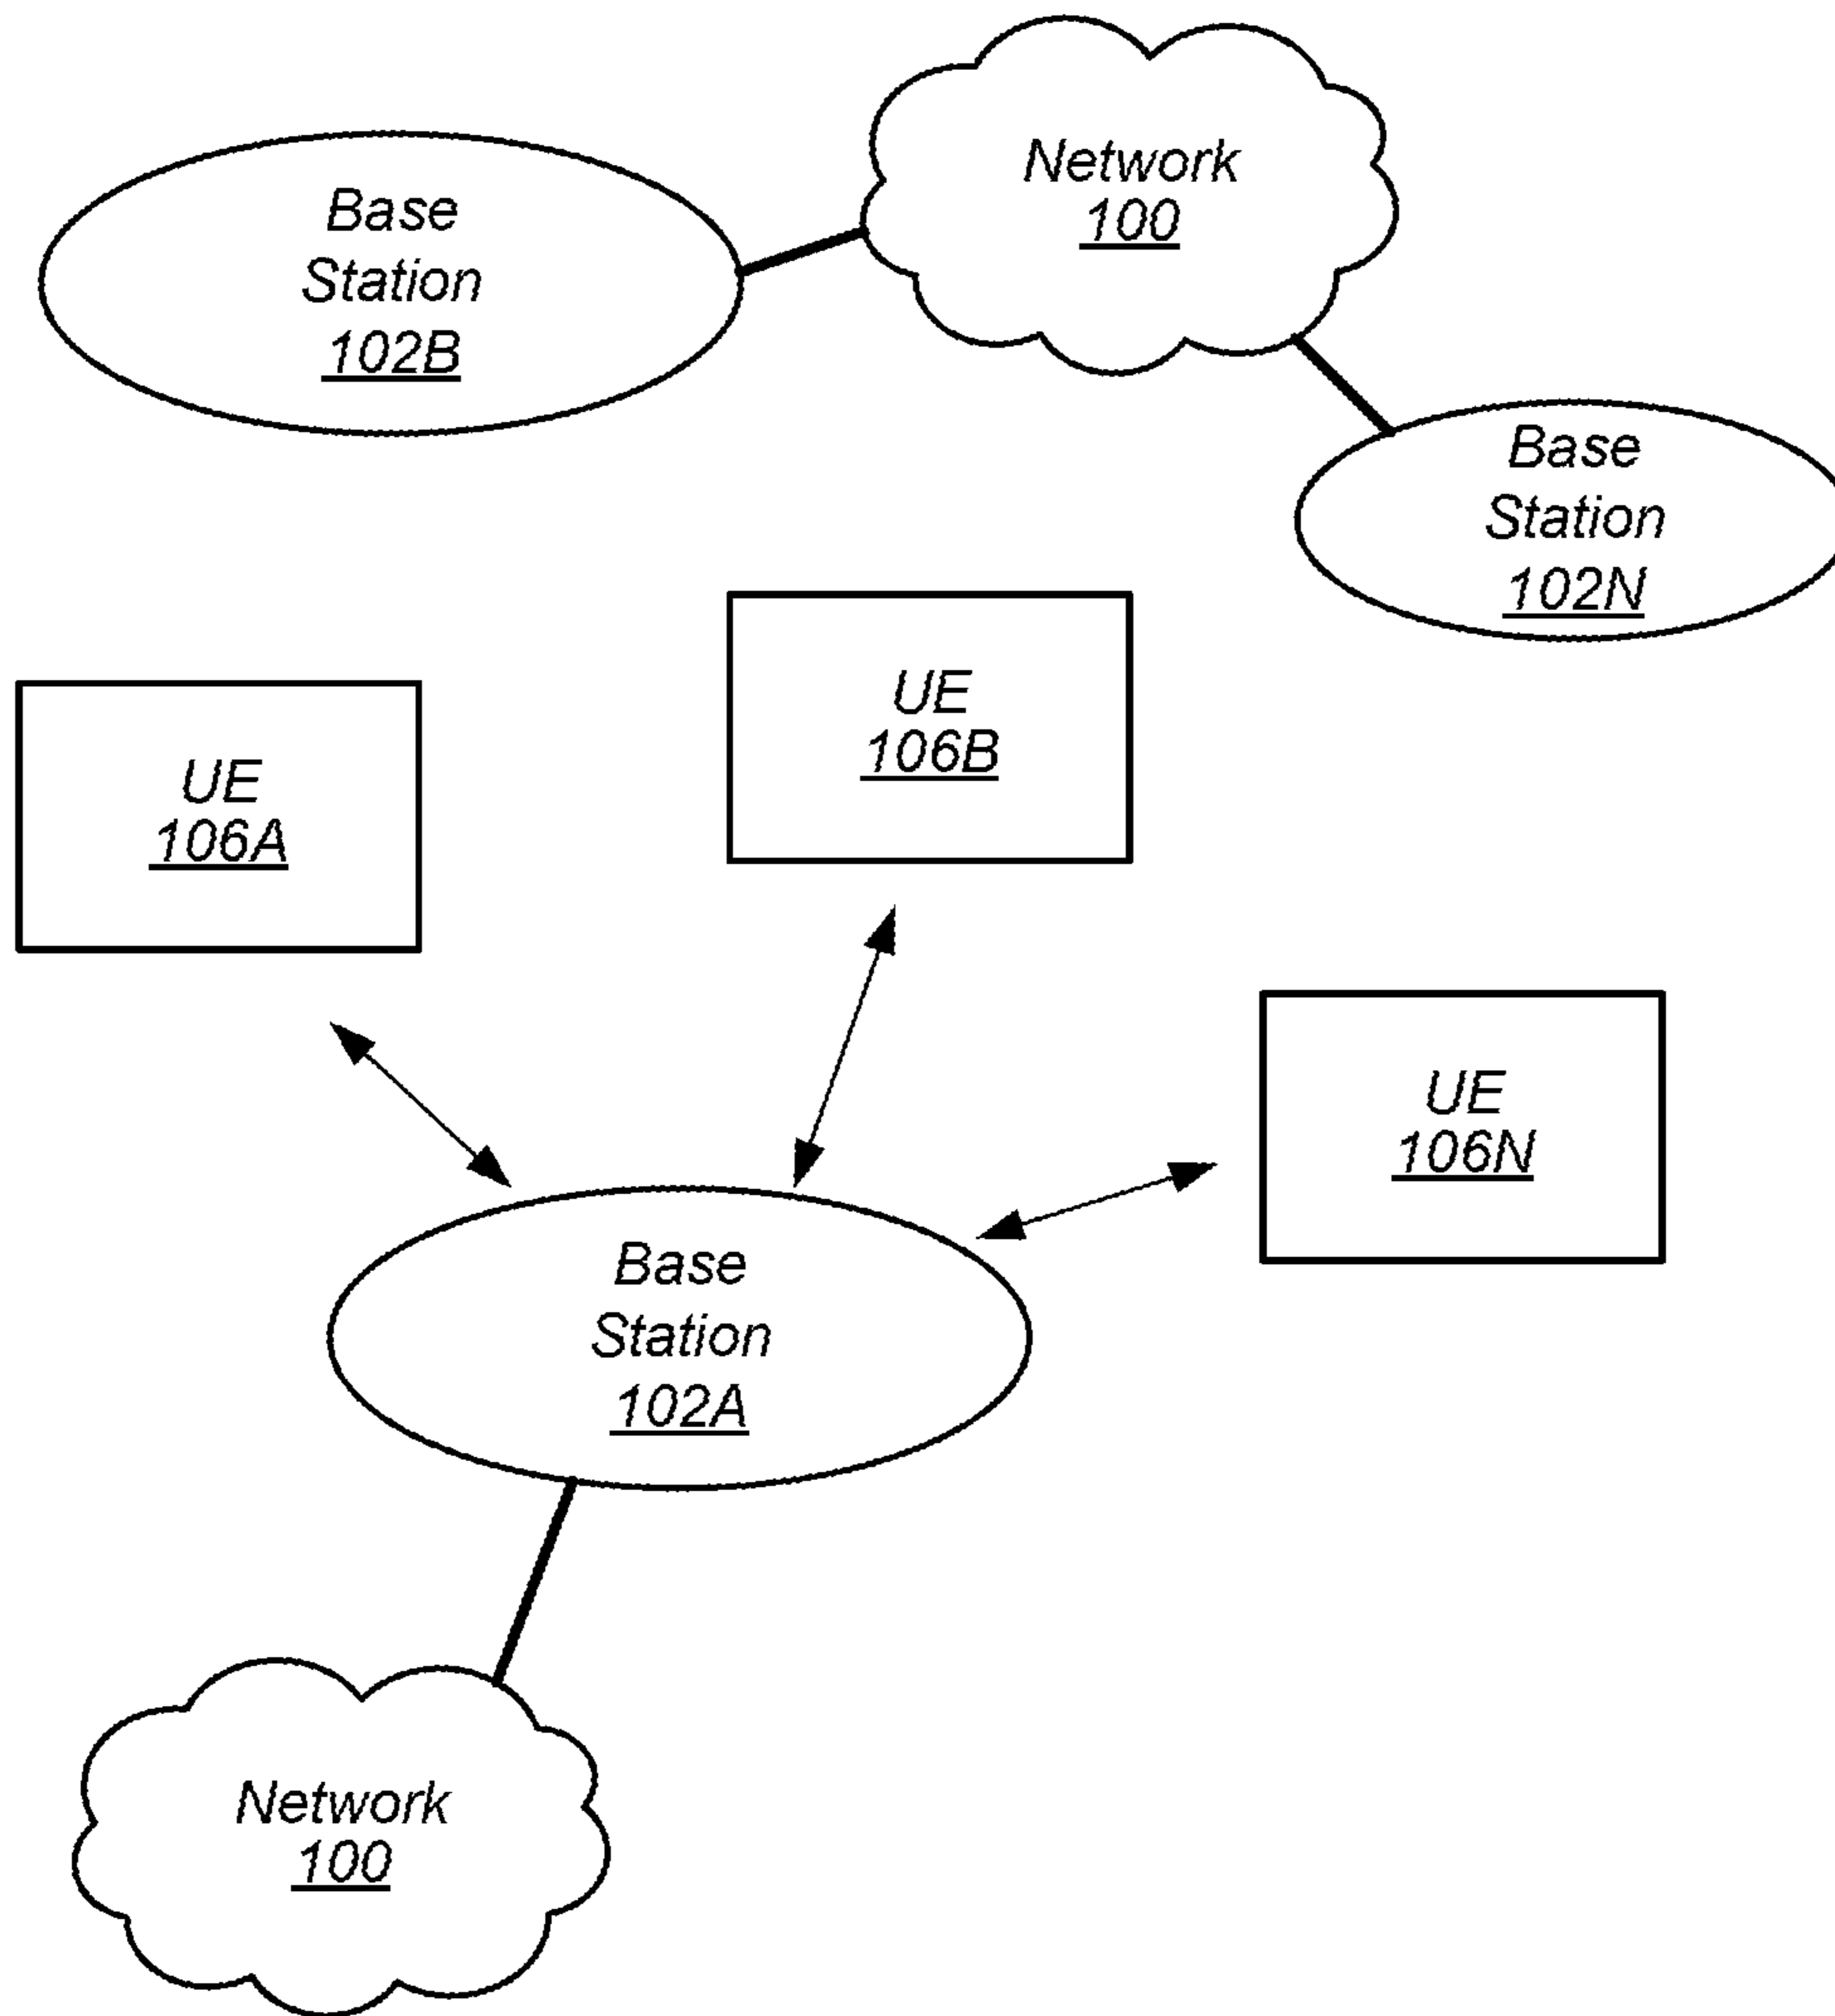 Network
100
Base
Station
102B
Base
Station
102N
UE
106B
UE
106A
UE
106N
Base
Station
102A
Network
100